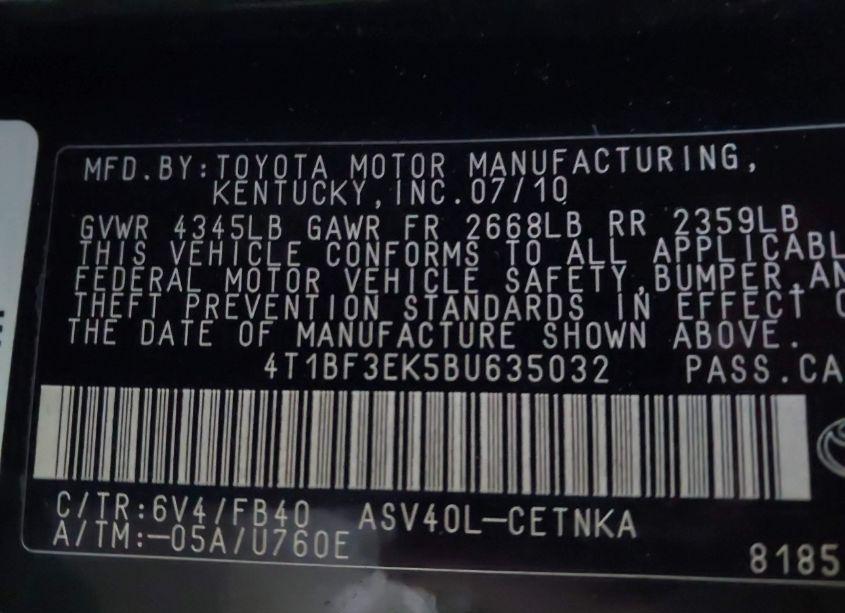 MFD.BY:TOYOTA MOTOR MANUFACTURING,
KENTUCKY,INC.07/10
GVWR 4345LB GAWR FR 2668LB RR 2359LB
THIS VEHICLE CONFORMS TO ALL APPLICABL
FEDERAL MOTOR VEHICLE SAFETY,BUMPER,AN
THEFT PREVENTION STANDARDS IN EFFECT O
THE DATE OF MANUFACTURE SHOWN ABOVE.
4T1BF3EK5BU635032 PASS.CA
C/TR:6V4/FB40 ASV40L-CETNKA
A/TM:-05A/U760E
8185